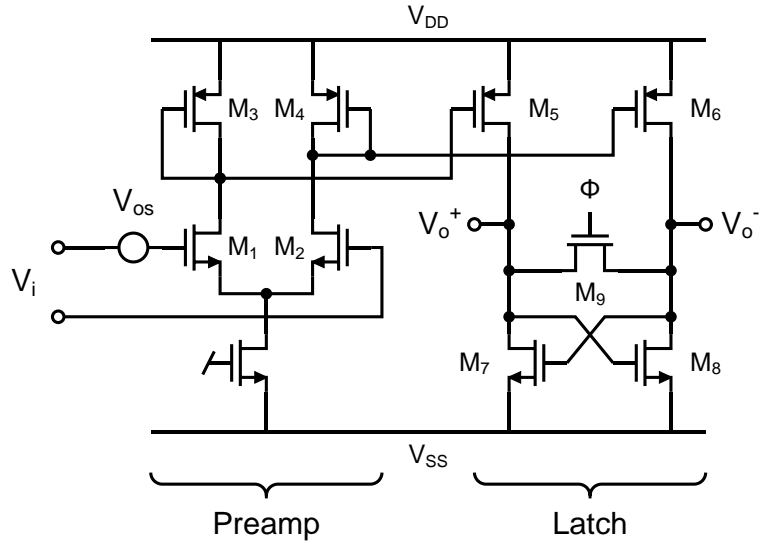 V_DD
M_3
M_4
M_5
M_6
V_os
Φ
V_o^+
V_o^-
M_1
M_2
V_i
M_9
M_7
M_8
V_SS
Preamp
Latch